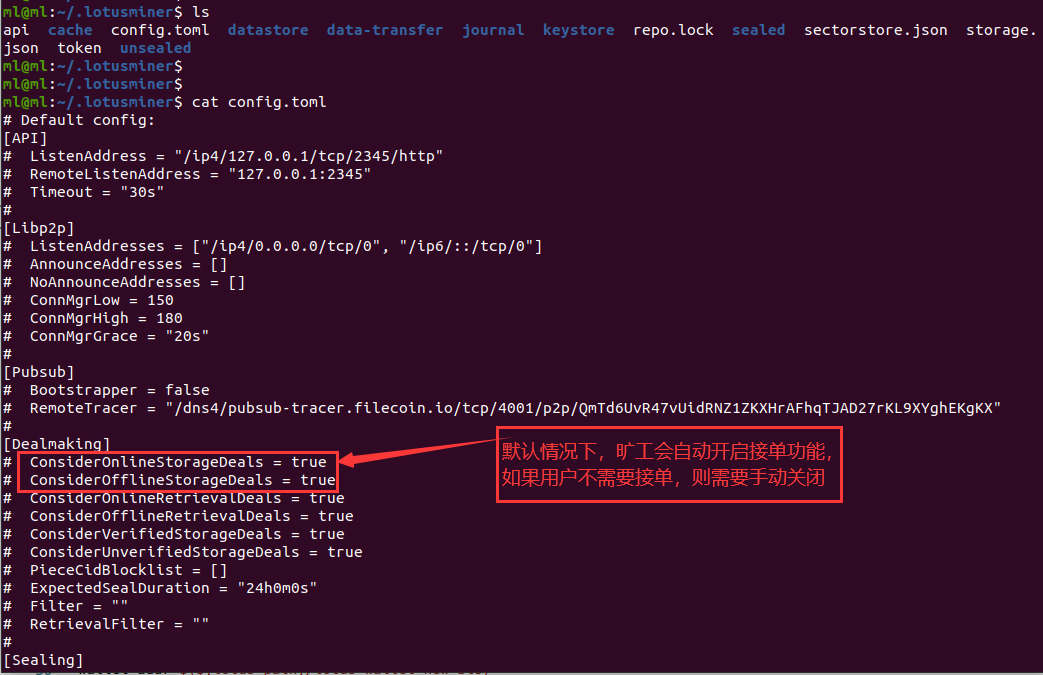 ml@ml:~/.lotusminer$ ls
api  cache  config.toml  datastore  data-transfer  journal  keystore  repo.lock  sealed  sectorstore.json  storage.
json  token  unsealed
ml@ml:~/.lotusminer$
ml@ml:~/.lotusminer$
ml@ml:~/.lotusminer$ cat config.toml
# Default config:
[API]
#  ListenAddress = "/ip4/127.0.0.1/tcp/2345/http"
#  RemoteListenAddress = "127.0.0.1:2345"
#  Timeout = "30s"
#
[Libp2p]
#  ListenAddresses = ["/ip4/0.0.0.0/tcp/0", "/ip6/::/tcp/0"]
#  AnnounceAddresses = []
#  NoAnnounceAddresses = []
#  ConnMgrLow = 150
#  ConnMgrHigh = 180
#  ConnMgrGrace = "20s"
#
[Pubsub]
#  Bootstrapper = false
#  RemoteTracer = "/dns4/pubsub-tracer.filecoin.io/tcp/4001/p2p/QmTd6UvR47vUidRNZ1ZKXHrAFhqTJAD27rKL9XYghEKgKX"
#
[Dealmaking]
#  ConsiderOnlineStorageDeals = true
#  ConsiderOfflineStorageDeals = true
#  ConsiderOnlineRetrievalDeals = true
#  ConsiderOfflineRetrievalDeals = true
#  ConsiderVerifiedStorageDeals = true
#  ConsiderUnverifiedStorageDeals = true
#  PieceCidBlocklist = []
#  ExpectedSealDuration = "24h0m0s"
#  Filter = ""
#  RetrievalFilter = ""
#
[Sealing]
默认情况下，旷工会自动开启接单功能，
如果用户不需要接单，则需要手动关闭